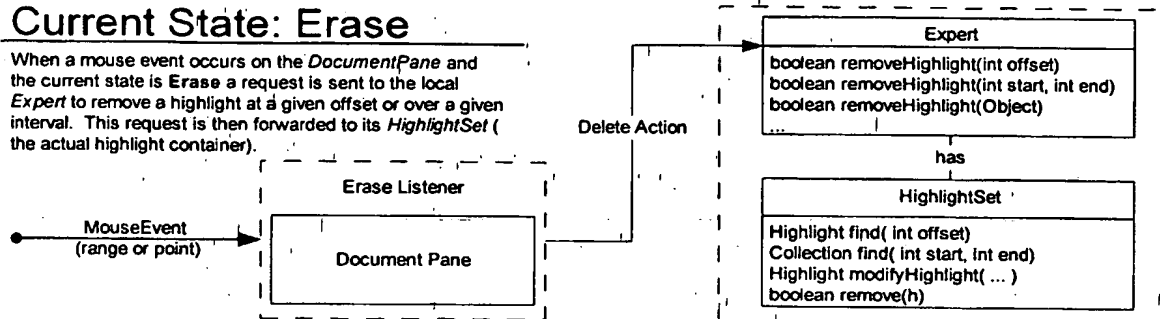 Current State: Erase
When a mouse event occurs on the DocumentPane and
the current state is Erase a request is sent to the local
Expert to remove a highlight at a given offset or over a given
interval. This request is then forwarded to its HighlightSet (
the actual highlight container).
MouseEvent
(range or point)
Erase Listener
Document Pane
Delete Action
Expert
boolean removeHighlight(int offset)
boolean removeHighlight(int start, int end)
boolean removeHighlight(Object)
...
has
HighlightSet
Highlight find( int offset)
Collection find( int start, int end)
Highlight modifyHighlight( ... )
boolean remove(h)